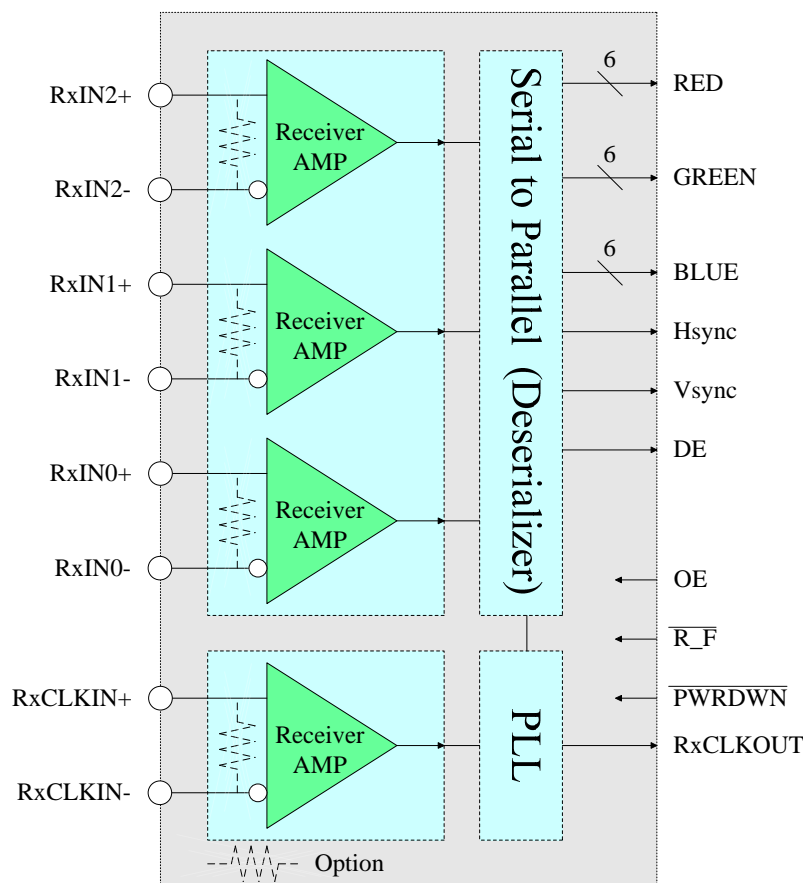 RxIN2+
RxIN2-
RxIN1+
RxIN1-
RxIN0+
RxIN0-
RxCLKIN+
RxCLKIN-
Receiver
AMP
Receiver
AMP
Receiver
AMP
Receiver
AMP
Serial to Parallel (Deserializer)
PLL
6
RED
6
GREEN
6
BLUE
Hsync
Vsync
DE
OE
R_F
PWRDWN
RxCLKOUT
Option